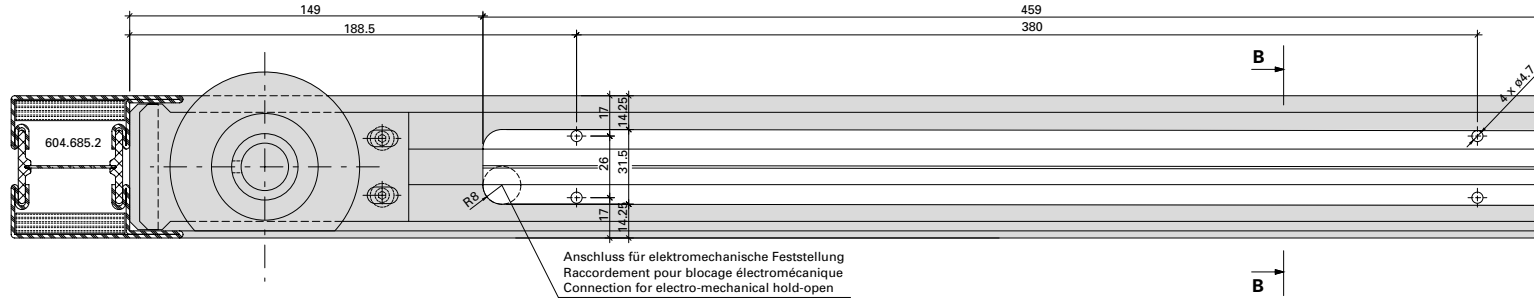 149
459
188.5
380
B
4 x ø4.7
17
14.25
604.685.2
26
31.5
R8
17
14.25
Anschluss für elektromechanische Feststellung
Raccordement pour blocage électromécanique
Connection for electro-mechanical hold-open
B